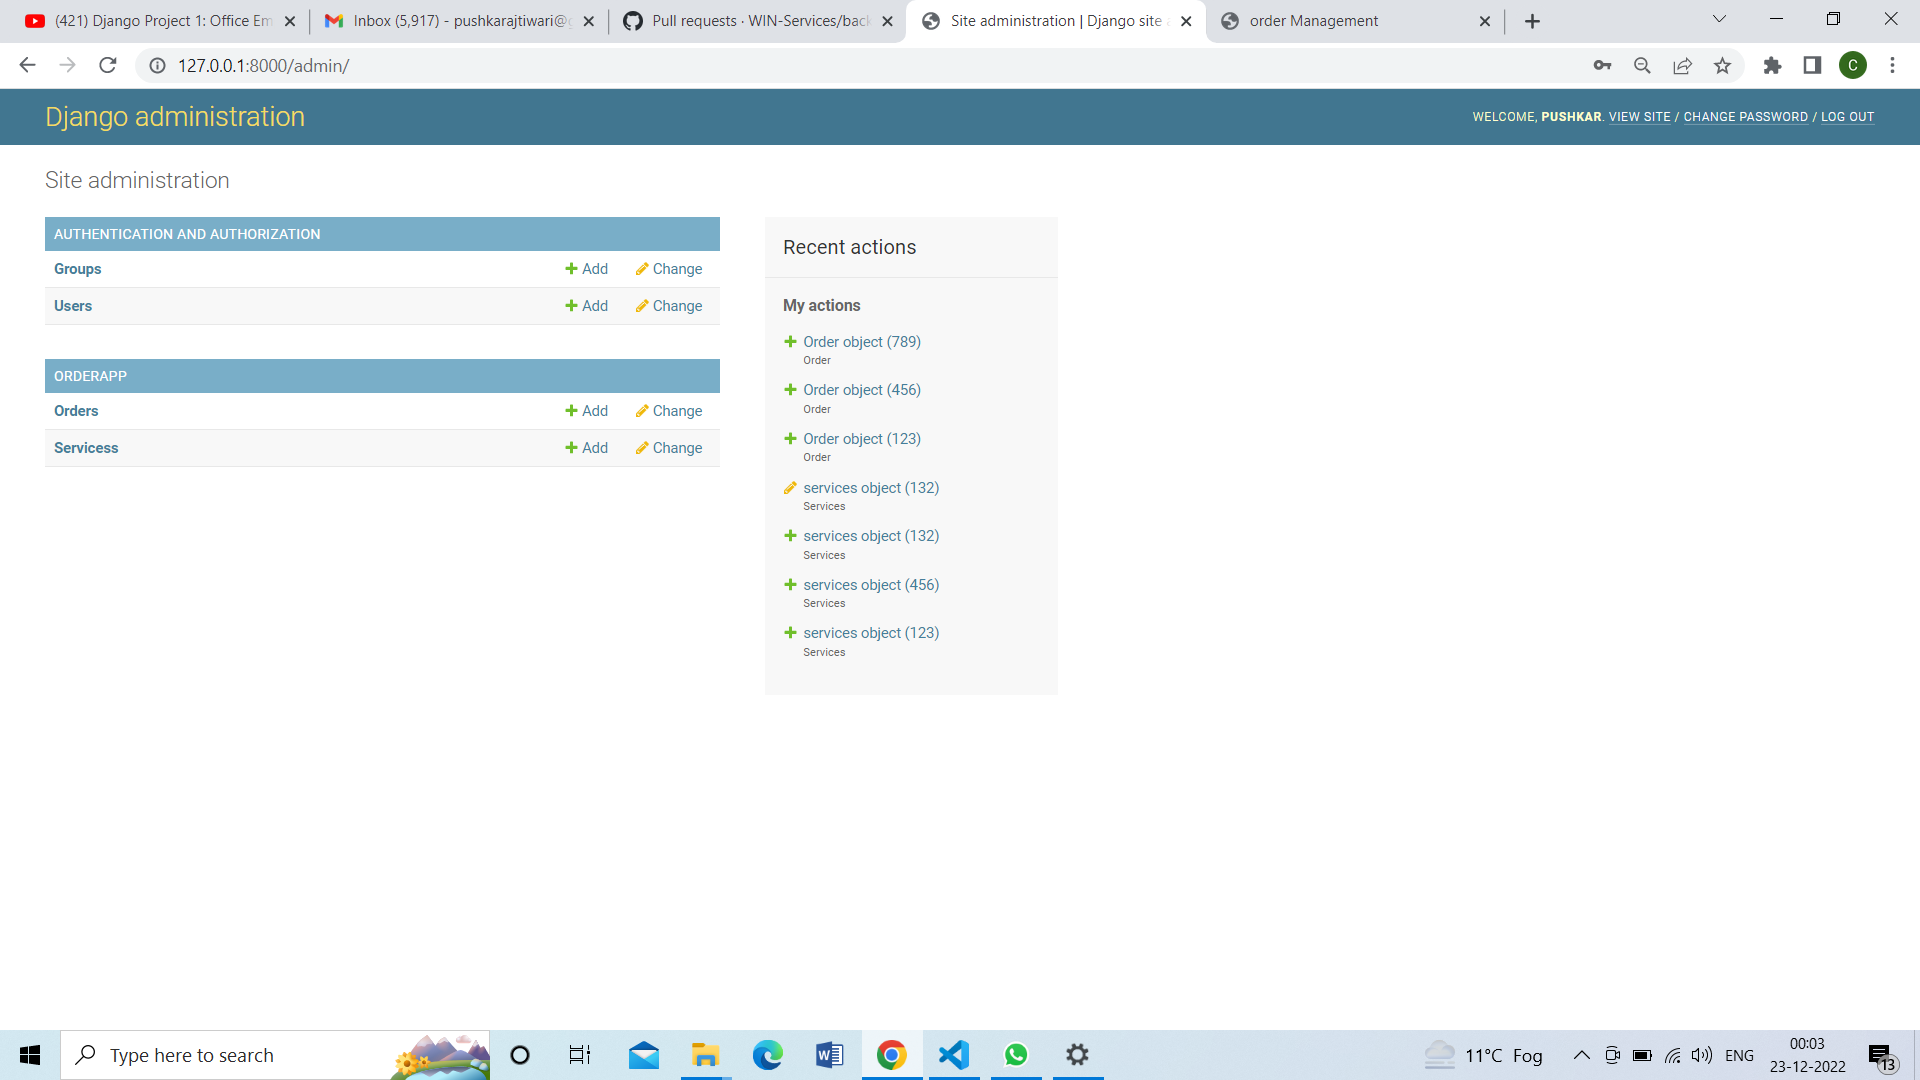 (421) Django Project 1: Office Em
Inbox (5,917) - pushkarajtiwari@g
Pull requests · WIN-Services/back
Site administration | Django site a
order Management
127.0.0.1:8000/admin/
C
Django administration
WELCOME, PUSHKAR. VIEW SITE / CHANGE PASSWORD / LOG OUT
Site administration
AUTHENTICATION AND AUTHORIZATION
Groups Add Change
Users Add Change
ORDERAPP
Orders Add Change
Servicess Add Change
Recent actions
My actions
Order object (789)
Order
Order object (456)
Order
Order object (123)
Order
services object (132)
Services
services object (132)
Services
services object (456)
Services
services object (123)
Services
Type here to search
11°C Fog
ENG
00:03
23-12-2022
13